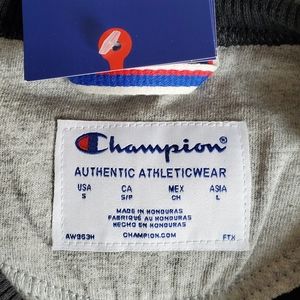 Champion
AUTHENTIC ATHLETICWEAR
USA CA MEX ASIA
S S/P CH L
MADE IN HONDURAS
FABRIQUÉ AU HONDURAS
HECHO EN HONDURAS
AW963H CHAMPION.COM FTX